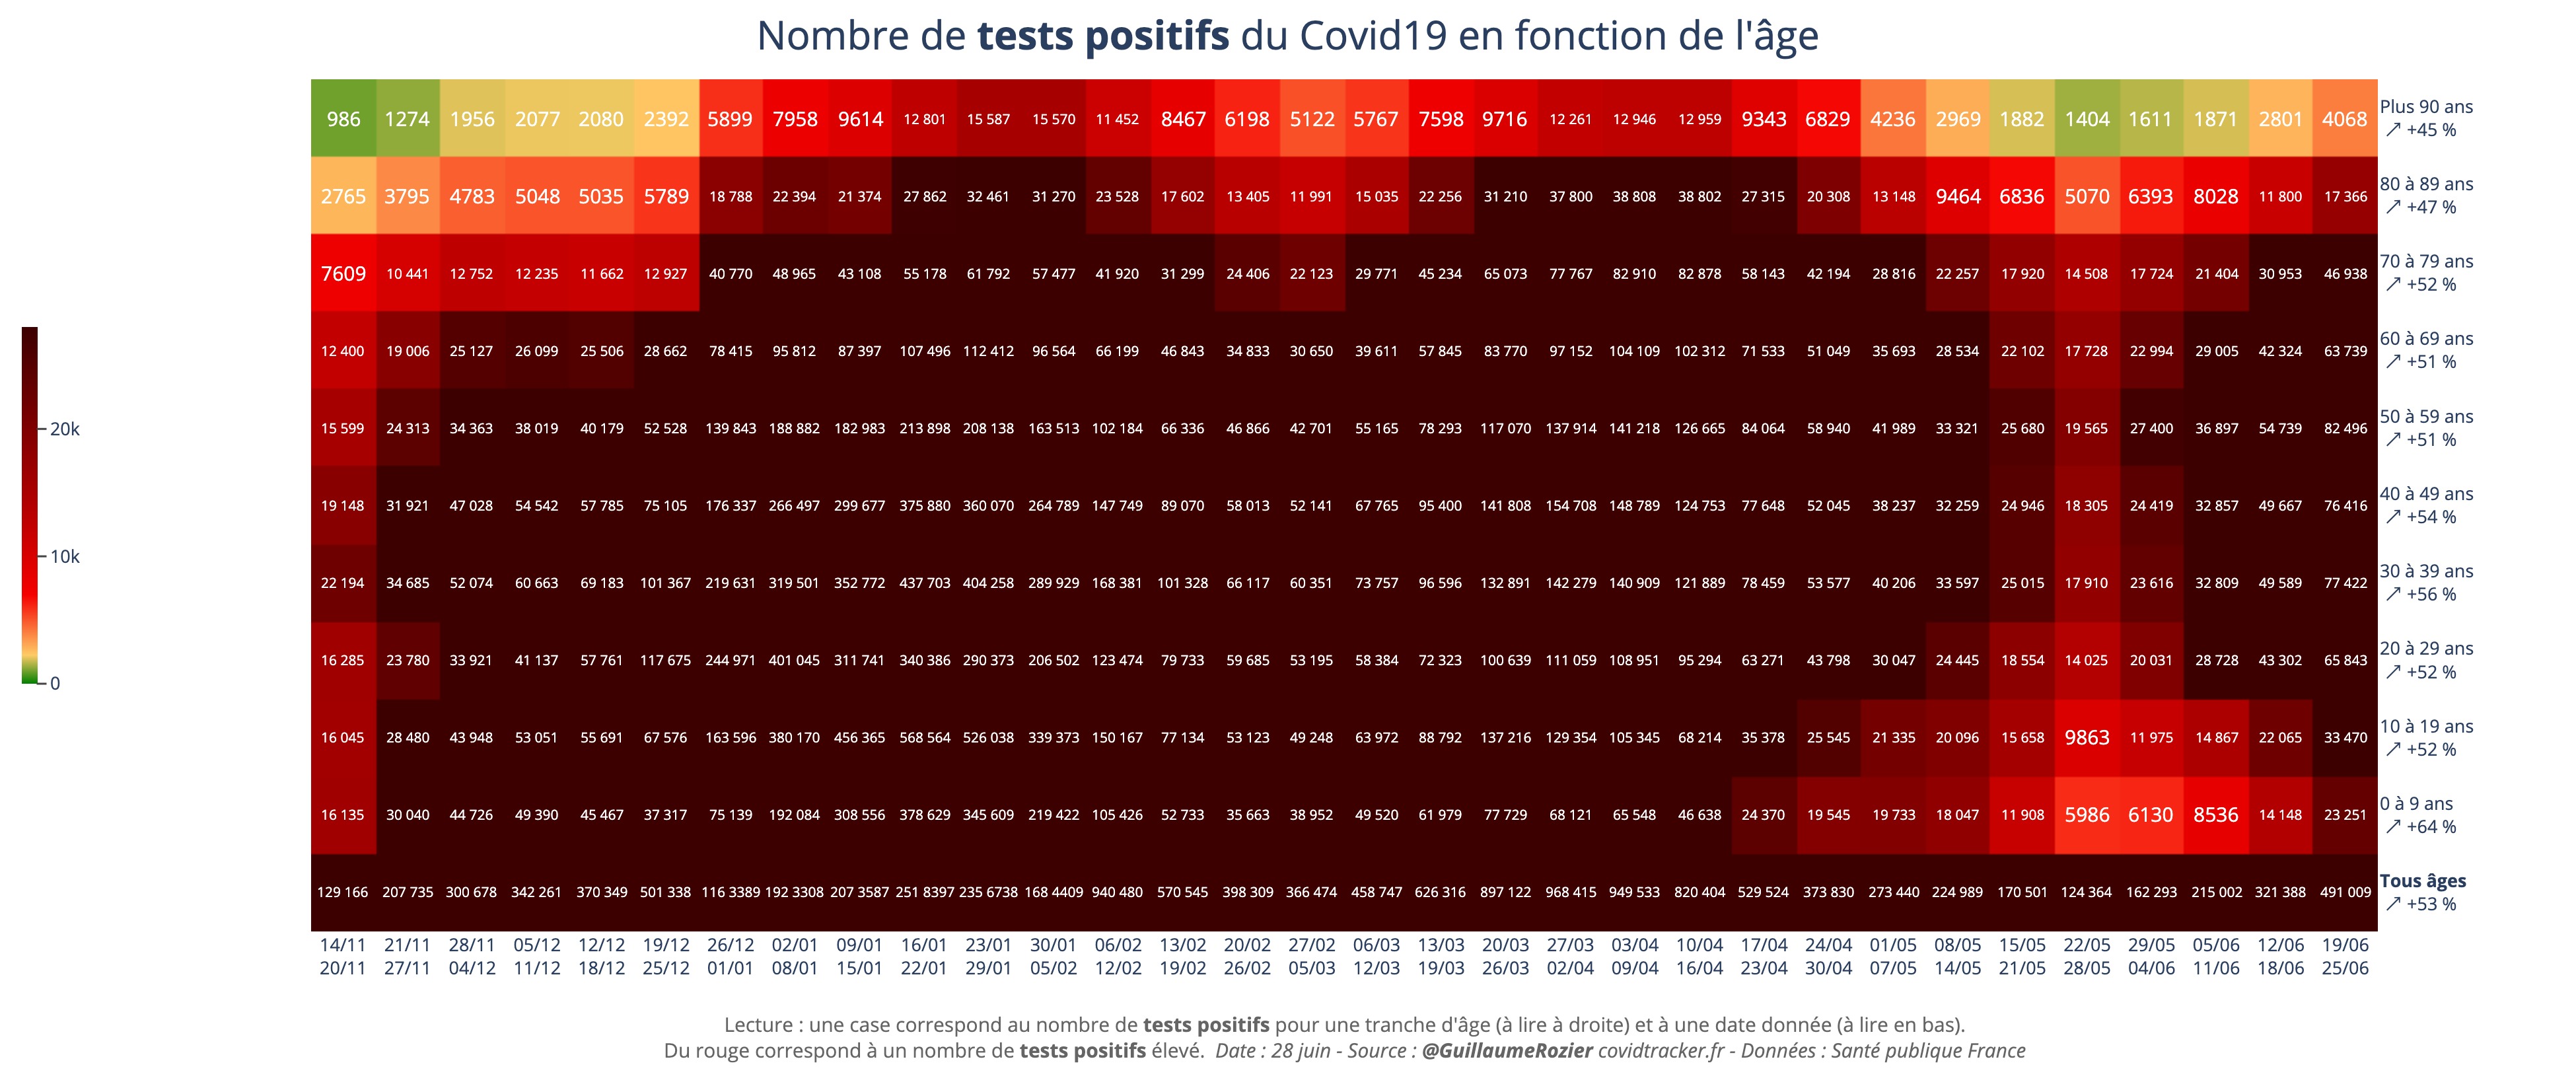 Nombre de tests positifs du Covid19 en fonction de l'âge
986 1274 1956 2077 2080 2392 5899 7958 9614 12 801 15 587 15 570 11 452 8467 6198 5122 5767 7598 9716 12 261 12 946 12 959 9343 6829 4236 2969 1882 1404 1611 1871 2801 4068 Plus 90 ans
↗ +45 %
2765 3795 4783 5048 5035 5789 18 788 22 394 21 374 27 862 32 461 31 270 23 528 17 602 13 405 11 991 15 035 22 256 31 210 37 800 38 808 38 802 27 315 20 308 13 148 9464 6836 5070 6393 8028 11 800 17 366 80 à 89 ans
↗ +47 %
7609 10 441 12 752 12 235 11 662 12 927 40 770 48 965 43 108 55 178 61 792 57 477 41 920 31 299 24 406 22 123 29 771 45 234 65 073 77 767 82 910 82 878 58 143 42 194 28 816 22 257 17 920 14 508 17 724 21 404 30 953 46 938 70 à 79 ans
↗ +52 %
12 400 19 006 25 127 26 099 25 506 28 662 78 415 95 812 87 397 107 496 112 412 96 564 66 199 46 843 34 833 30 650 39 611 57 845 83 770 97 152 104 109 102 312 71 533 51 049 35 693 28 534 22 102 17 728 22 994 29 005 42 324 63 739 60 à 69 ans
↗ +51 %
15 599 24 313 34 363 38 019 40 179 52 528 139 843 188 882 182 983 213 898 208 138 163 513 102 184 66 336 46 866 42 701 55 165 78 293 117 070 137 914 141 218 126 665 84 064 58 940 41 989 33 321 25 680 19 565 27 400 36 897 54 739 82 496 50 à 59 ans
↗ +51 %
19 148 31 921 47 028 54 542 57 785 75 105 176 337 266 497 299 677 375 880 360 070 264 789 147 749 89 070 58 013 52 141 67 765 95 400 141 808 154 708 148 789 124 753 77 648 52 045 38 237 32 259 24 946 18 305 24 419 32 857 49 667 76 416 40 à 49 ans
↗ +54 %
22 194 34 685 52 074 60 663 69 183 101 367 219 631 319 501 352 772 437 703 404 258 289 929 168 381 101 328 66 117 60 351 73 757 96 596 132 891 142 279 140 909 121 889 78 459 53 577 40 206 33 597 25 015 17 910 23 616 32 809 49 589 77 422 30 à 39 ans
↗ +56 %
16 285 23 780 33 921 41 137 57 761 117 675 244 971 401 045 311 741 340 386 290 373 206 502 123 474 79 733 59 685 53 195 58 384 72 323 100 639 111 059 108 951 95 294 63 271 43 798 30 047 24 445 18 554 14 025 20 031 28 728 43 302 65 843 20 à 29 ans
↗ +52 %
16 045 28 480 43 948 53 051 55 691 67 576 163 596 380 170 456 365 568 564 526 038 339 373 150 167 77 134 53 123 49 248 63 972 88 792 137 216 129 354 105 345 68 214 35 378 25 545 21 335 20 096 15 658 9863 11 975 14 867 22 065 33 470 10 à 19 ans
↗ +52 %
16 135 30 040 44 726 49 390 45 467 37 317 75 139 192 084 308 556 378 629 345 609 219 422 105 426 52 733 35 663 38 952 49 520 61 979 77 729 68 121 65 548 46 638 24 370 19 545 19 733 18 047 11 908 5986 6130 8536 14 148 23 251 0 à 9 ans
↗ +64 %
129 166 207 735 300 678 342 261 370 349 501 338 116 3389 192 3308 207 3587 251 8397 235 6738 168 4409 940 480 570 545 398 309 366 474 458 747 626 316 897 122 968 415 949 533 820 404 529 524 373 830 273 440 224 989 170 501 124 364 162 293 215 002 321 388 491 009 Tous âges
↗ +53 %
14/11 21/11 28/11 05/12 12/12 19/12 26/12 02/01 09/01 16/01 23/01 30/01 06/02 13/02 20/02 27/02 06/03 13/03 20/03 27/03 03/04 10/04 17/04 24/04 01/05 08/05 15/05 22/05 29/05 05/06 12/06 19/06
20/11 27/11 04/12 11/12 18/12 25/12 01/01 08/01 15/01 22/01 29/01 05/02 12/02 19/02 26/02 05/03 12/03 19/03 26/03 02/04 09/04 16/04 23/04 30/04 07/05 14/05 21/05 28/05 04/06 11/06 18/06 25/06
20k
10k
0
Lecture : une case correspond au nombre de tests positifs pour une tranche d'âge (à lire à droite) et à une date donnée (à lire en bas).
Du rouge correspond à un nombre de tests positifs élevé. Date : 28 juin - Source : @GuillaumeRozier covidtracker.fr - Données : Santé publique France